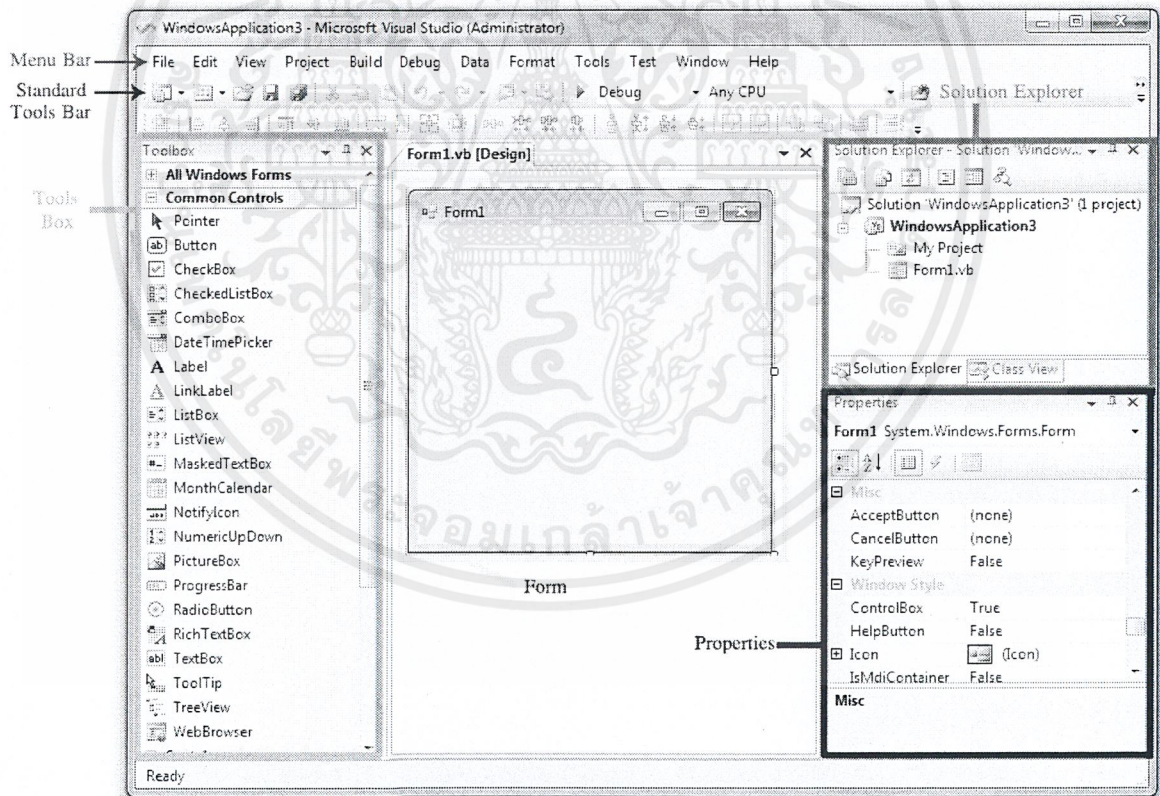 WindowsApplication3 - Microsoft Visual Studio (Administrator)
Menu Bar
File Edit View Project Build Debug Data Format Tools Test Window Help
Standard
Tools Bar
Debug Any CPU
Solution Explorer
Toolbox
All Windows Forms
Common Controls
Pointer
Button
CheckBox
CheckedListBox
ComboBox
DateTimePicker
Label
LinkLabel
ListBox
ListView
MaskedTextBox
MonthCalendar
NotifyIcon
NumericUpDown
PictureBox
ProgressBar
RadioButton
RichTextBox
TextBox
ToolTip
TreeView
WebBrowser
Tools
Box
Form1.vb [Design]
Form1
Form
Solution Explorer - Solution 'Window...
Solution 'WindowsApplication3' (1 project)
WindowsApplication3
My Project
Form1.vb
Solution Explorer Class View
Properties
Properties
Form1 System.Windows.Forms.Form
Misc
AcceptButton (none)
CancelButton (none)
KeyPreview False
Window Style
ControlBox True
HelpButton False
Icon (Icon)
IsMdiContainer False
Misc
Ready